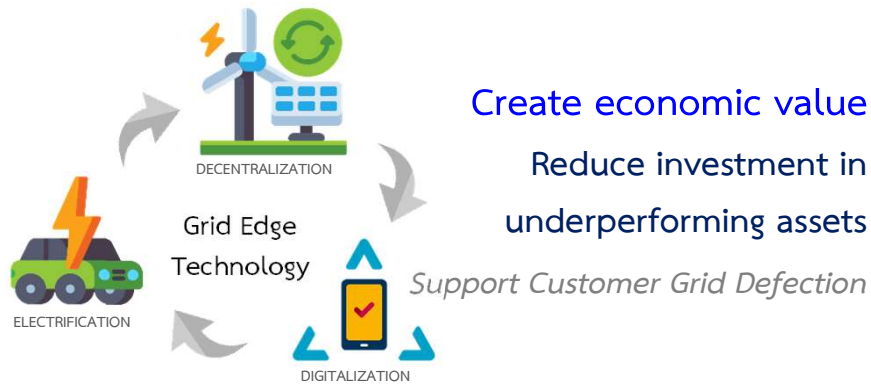 DECENTRALIZATION
Grid Edge
Technology
ELECTRIFICATION
DIGITALIZATION
Create economic value
Reduce investment in
underperforming assets
Support Customer Grid Defection